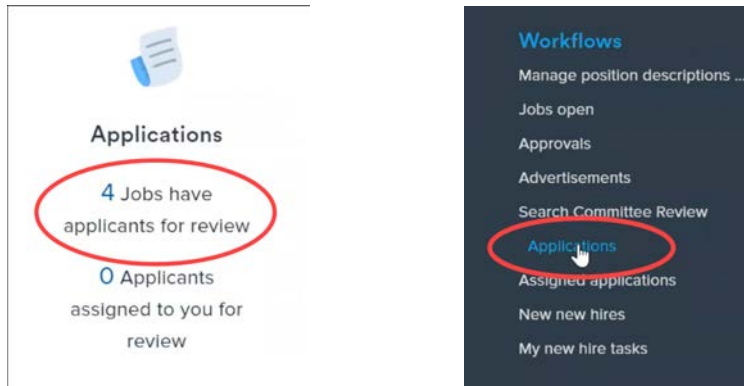 Applications
4 Jobs have
applicants for review
0 Applicants
assigned to you for
review
Workflows
Manage position descriptions ...
Jobs open
Approvals
Advertisements
Search Committee Review
Applications
Assigned applications
New new hires
My new hire tasks